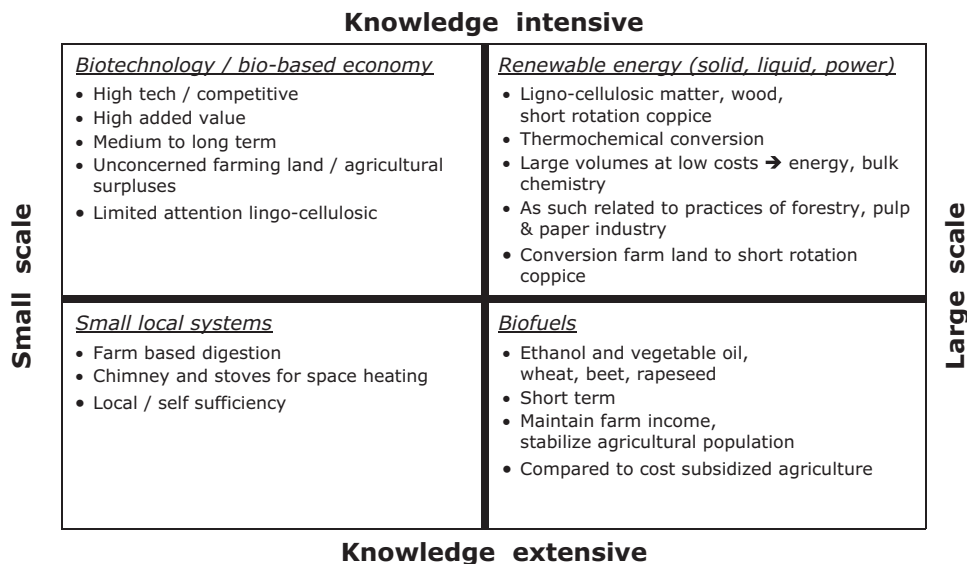 Knowledge intensive
Small scale
Biotechnology / bio-based economy
• High tech / competitive
• High added value
• Medium to long term
• Unconcerned farming land / agricultural
surpluses
• Limited attention lingo-cellulosic
Renewable energy (solid, liquid, power)
• Ligno-cellulosic matter, wood,
short rotation coppice
• Thermochemical conversion
• Large volumes at low costs ➔ energy, bulk
chemistry
• As such related to practices of forestry, pulp
& paper industry
• Conversion farm land to short rotation
coppice
Large scale
Small local systems
• Farm based digestion
• Chimney and stoves for space heating
• Local / self sufficiency
Biofuels
• Ethanol and vegetable oil,
wheat, beet, rapeseed
• Short term
• Maintain farm income,
stabilize agricultural population
• Compared to cost subsidized agriculture
Knowledge extensive